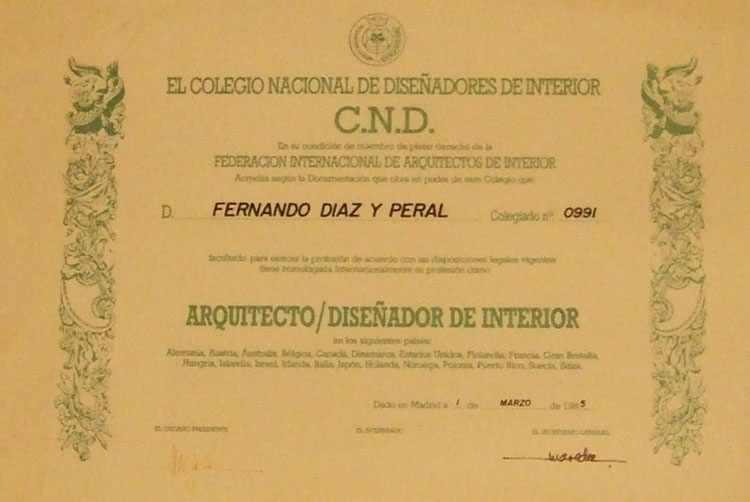 EL COLEGIO NACIONAL DE DISEÑADORES DE INTERIOR
C.N.D.
En su condición de miembro de pleno derecho de la
FEDERACION INTERNACIONAL DE ARQUITECTOS DE INTERIOR
Acredita según la Documentación que obra en poder de este Colegio que:
D. FERNANDO DIAZ Y PERAL Colegiado nº: 0991
facultado para ejercer la profesión de acuerdo con las disposiciones legales vigentes
tiene homologada Internacionalmente su profesión como
ARQUITECTO/DISEÑADOR DE INTERIOR
en los siguientes países:
Alemania, Austria, Australia, Bélgica, Canadá, Dinamarca, Estados Unidos, Finlandia, Francia, Gran Bretaña,
Hungría, Islandia, Israel, Irlanda, Italia, Japón, Holanda, Noruega, Polonia, Puerto Rico, Suecia, Suiza.
Dado en Madrid a 1 de MARZO de 1985
EL DECANO-PRESIDENTE EL INTERESADO EL SECRETARIO GENERAL